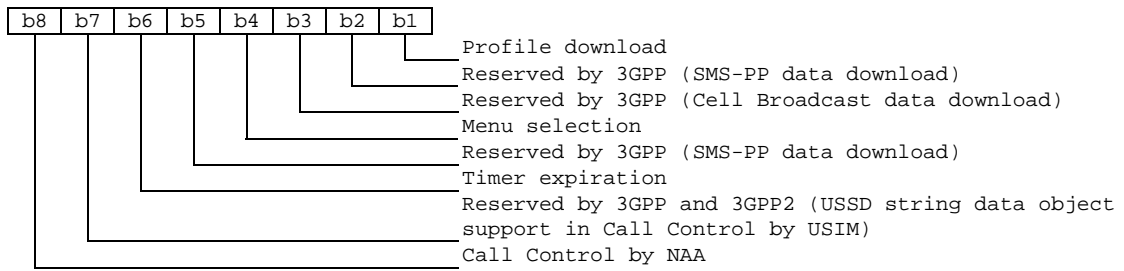 b8 b7 b6 b5 b4 b3 b2 b1
Profile download
Reserved by 3GPP (SMS-PP data download)
Reserved by 3GPP (Cell Broadcast data download)
Menu selection
Reserved by 3GPP (SMS-PP data download)
Timer expiration
Reserved by 3GPP and 3GPP2 (USSD string data object
support in Call Control by USIM)
Call Control by NAA